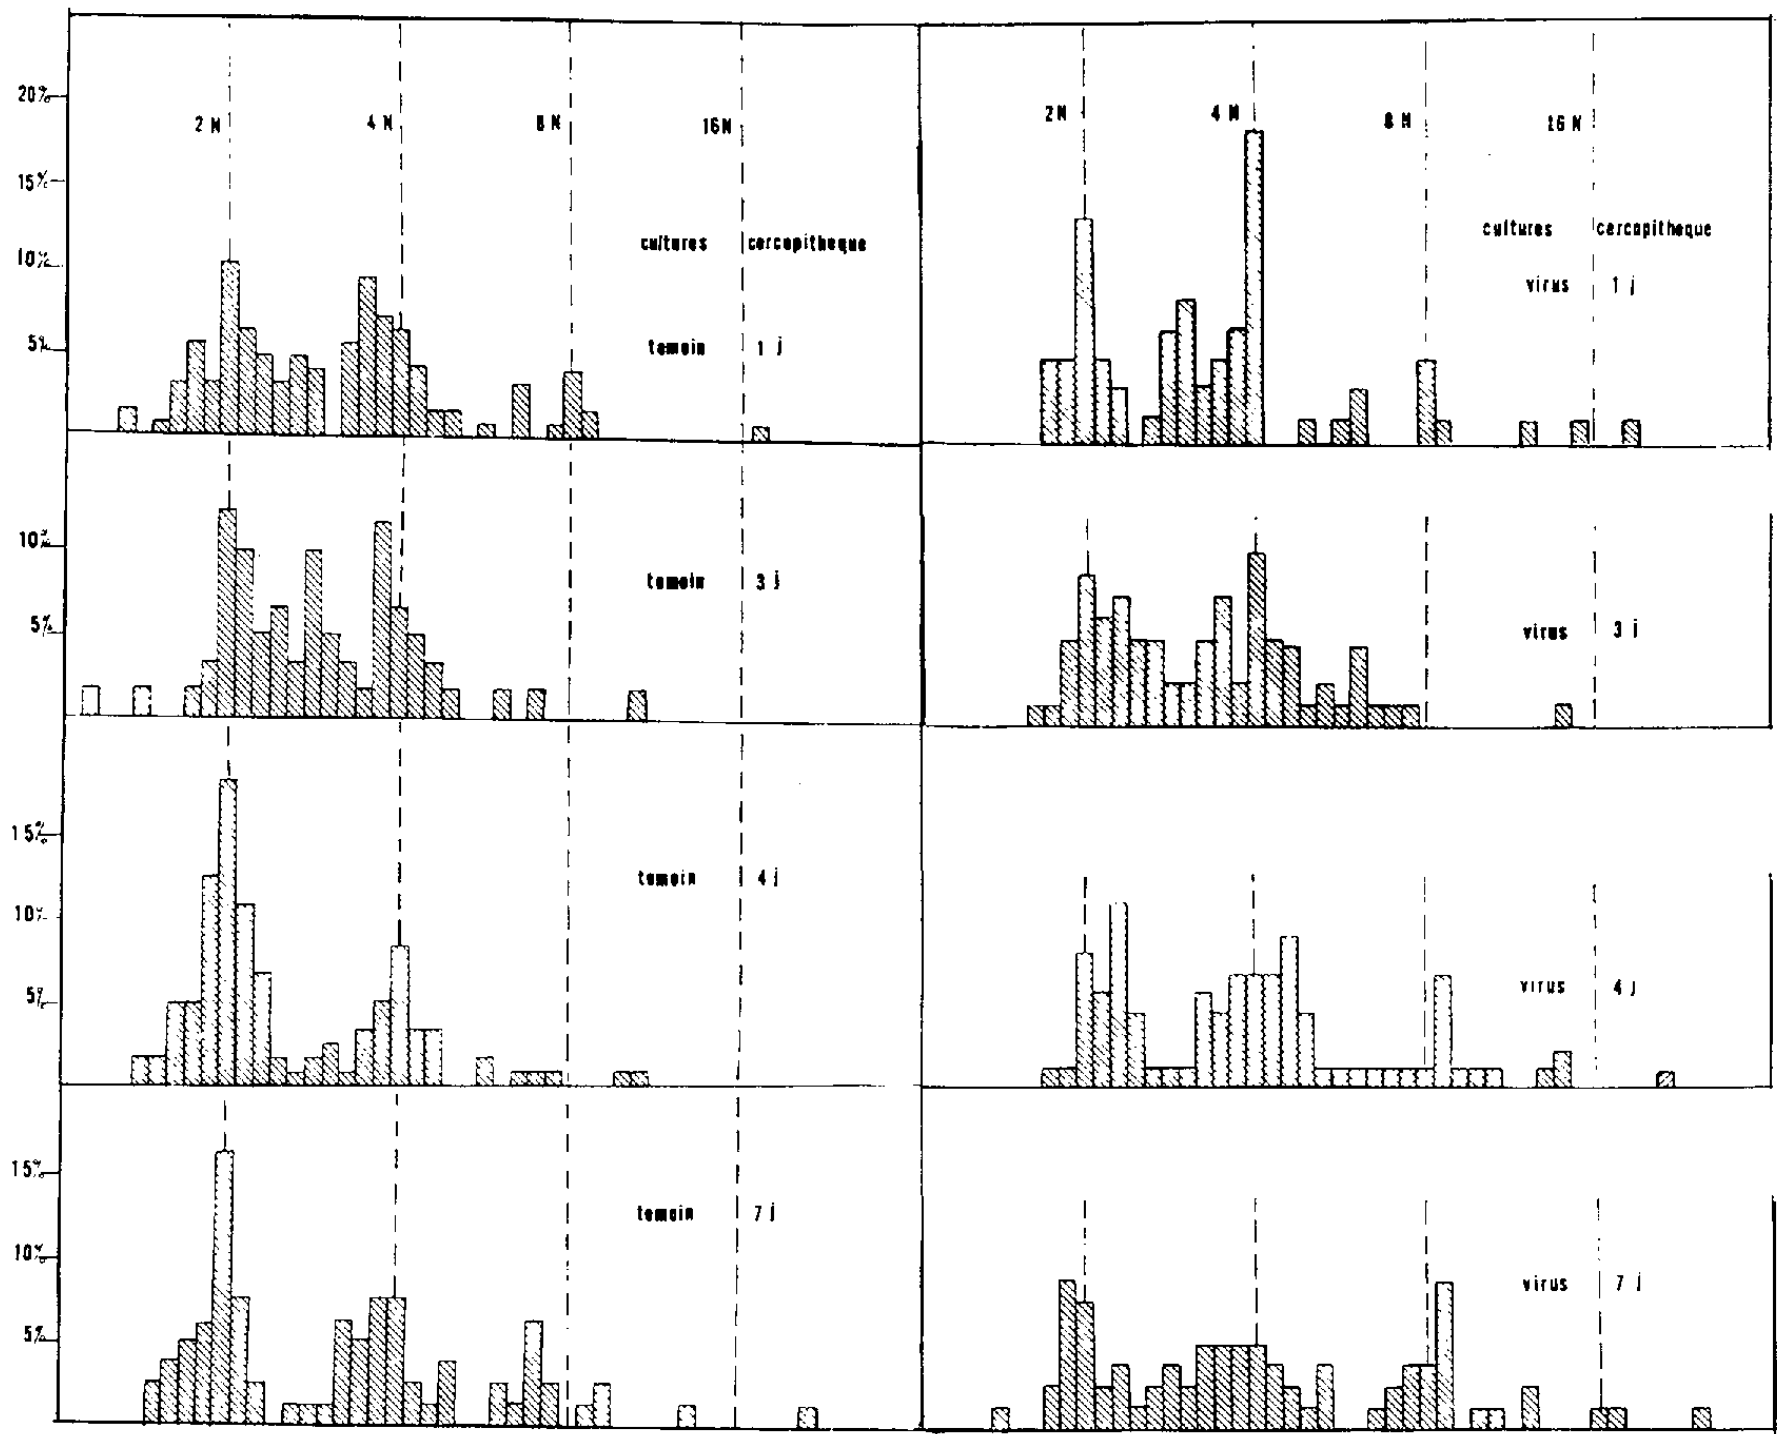 20%
2 N 4 N 8 N 16N
15%
10%
cultures cercopitheque
5%
temoin 1 j
2N 4 N 8 N 16 N
cultures cercopitheque
virus 1 j
10%
temoin 3 j
5%
virus 3 j
15%
temoin 4 j
10%
5%
virus 4 j
15%
temoin 7 j
10%
virus 7 j
5%